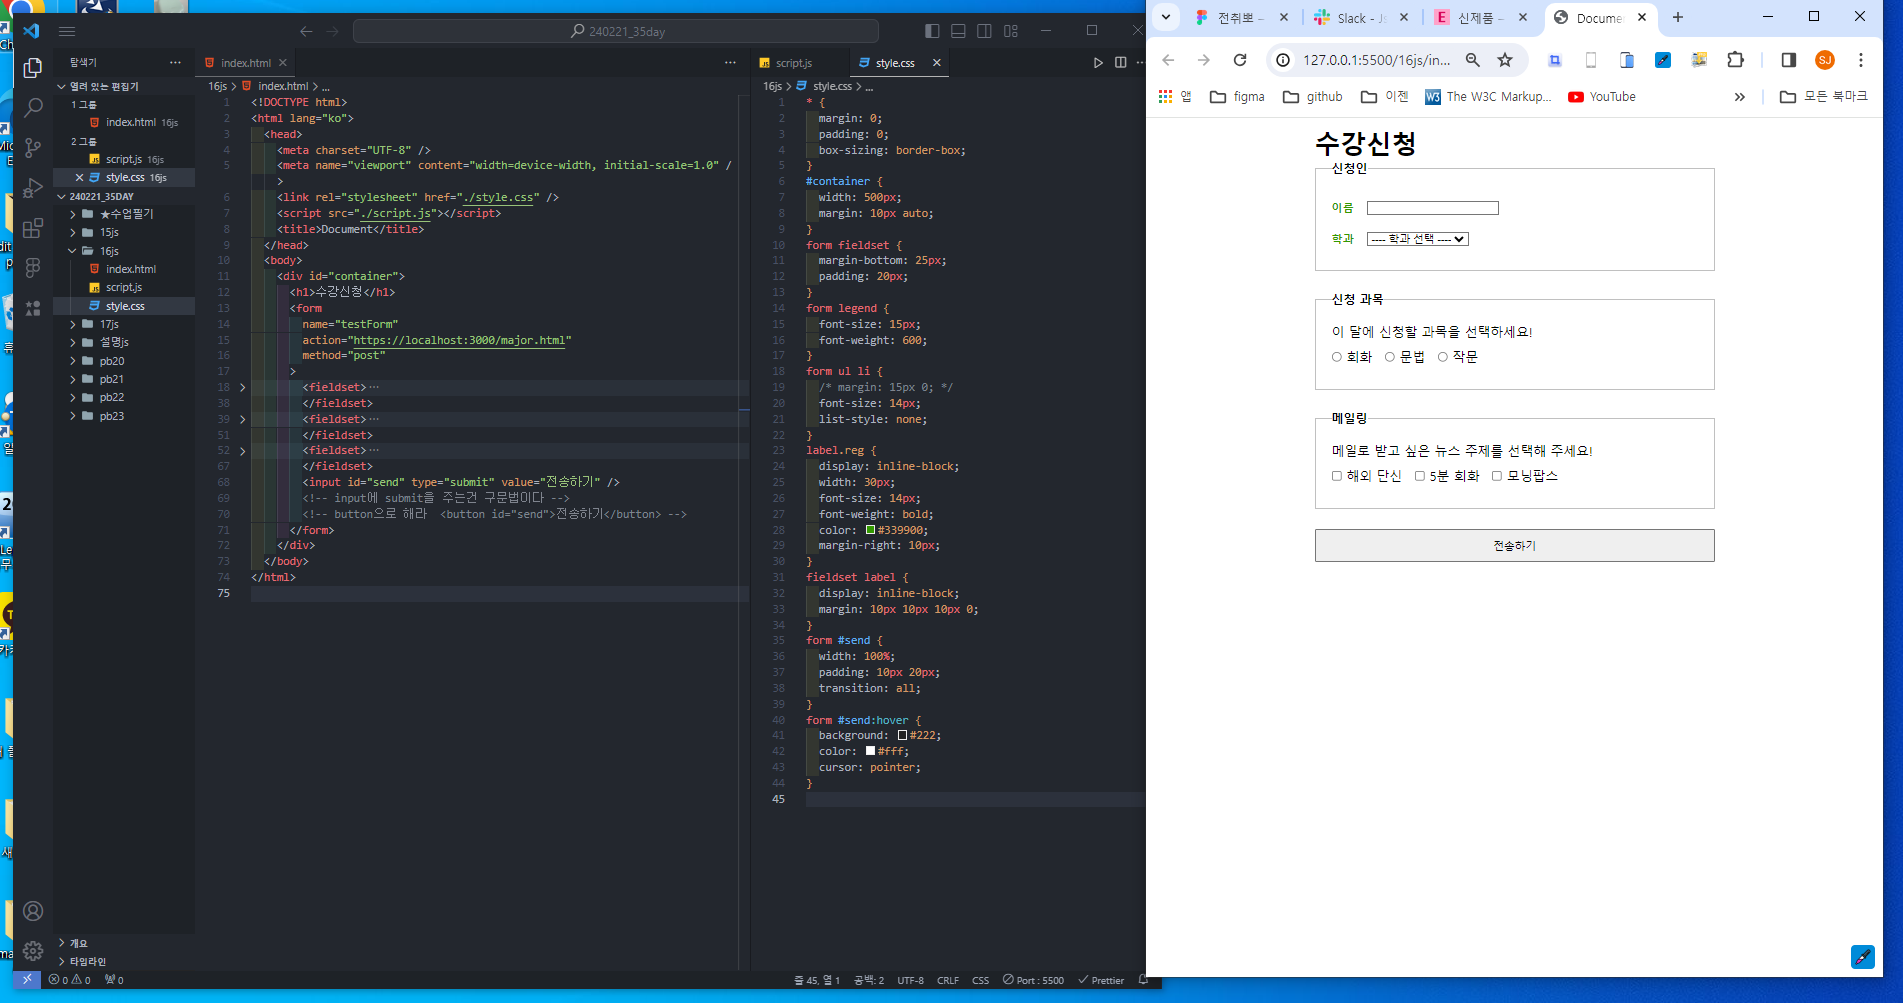 240221_35day
탐색기
열려 있는 편집기
1 그룹
index.html 16js
2 그룹
script.js 16js
style.css 16js
240221_35DAY
★수업필기
15js
16js
index.html
script.js
style.css
17js
설명js
pb20
pb21
pb22
pb23
개요
타임라인
index.html
16js > index.html > ...
1 <!DOCTYPE html>
2 <html lang="ko">
3 <head>
4 <meta charset="UTF-8" />
5 <meta name="viewport" content="width=device-width, initial-scale=1.0" /
>
6 <link rel="stylesheet" href="./style.css" />
7 <script src="./script.js"></script>
8 <title>Document</title>
9 </head>
10 <body>
11 <div id="container">
12 <h1>수강신청</h1>
13 <form
14 name="testForm"
15 action="https://localhost:3000/major.html"
16 method="post"
17 >
18 <fieldset>…
38 </fieldset>
39 <fieldset>…
51 </fieldset>
52 <fieldset>…
67 </fieldset>
68 <input id="send" type="submit" value="전송하기" />
69 <!-- input에 submit을 주는건 구문법이다 -->
70 <!-- button으로 해라 <button id="send">전송하기</button> -->
71 </form>
72 </div>
73 </body>
74 </html>
75
script.js
style.css
16js > style.css > ...
1 * {
2 margin: 0;
3 padding: 0;
4 box-sizing: border-box;
5 }
6 #container {
7 width: 500px;
8 margin: 10px auto;
9 }
10 form fieldset {
11 margin-bottom: 25px;
12 padding: 20px;
13 }
14 form legend {
15 font-size: 15px;
16 font-weight: 600;
17 }
18 form ul li {
19 /* margin: 15px 0; */
20 font-size: 14px;
21 list-style: none;
22 }
23 label.reg {
24 display: inline-block;
25 width: 30px;
26 font-size: 14px;
27 font-weight: bold;
28 color: #339900;
29 margin-right: 10px;
30 }
31 fieldset label {
32 display: inline-block;
33 margin: 10px 10px 10px 0;
34 }
35 form #send {
36 width: 100%;
37 padding: 10px 20px;
38 transition: all;
39 }
40 form #send:hover {
41 background: #222;
42 color: #fff;
43 cursor: pointer;
44 }
45
0 0 0
줄 45, 열 1 공백: 2 UTF-8 CRLF CSS Port : 5500 Prettier
전취뽀 – Slack - 신제품 – Docume
127.0.0.1:5500/16js/in...
SJ
앱 figma github 이젠 The W3C Markup... YouTube » 모든 북마크
수강신청
신청인
이름
학과 ---- 학과 선택 ----
신청 과목
이 달에 신청할 과목을 선택하세요!
회화 문법 작문
메일링
메일로 받고 싶은 뉴스 주제를 선택해 주세요!
해외 단신 5분 회화 모닝팝스
전송하기